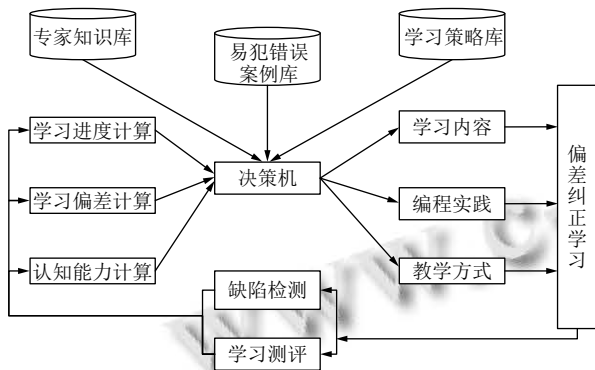 专家知识库
易犯错误
案例库
学习策略库
学习进度计算
学习偏差计算
认知能力计算
决策机
学习内容
编程实践
教学方式
偏差纠正学习
缺陷检测
学习测评
www.c